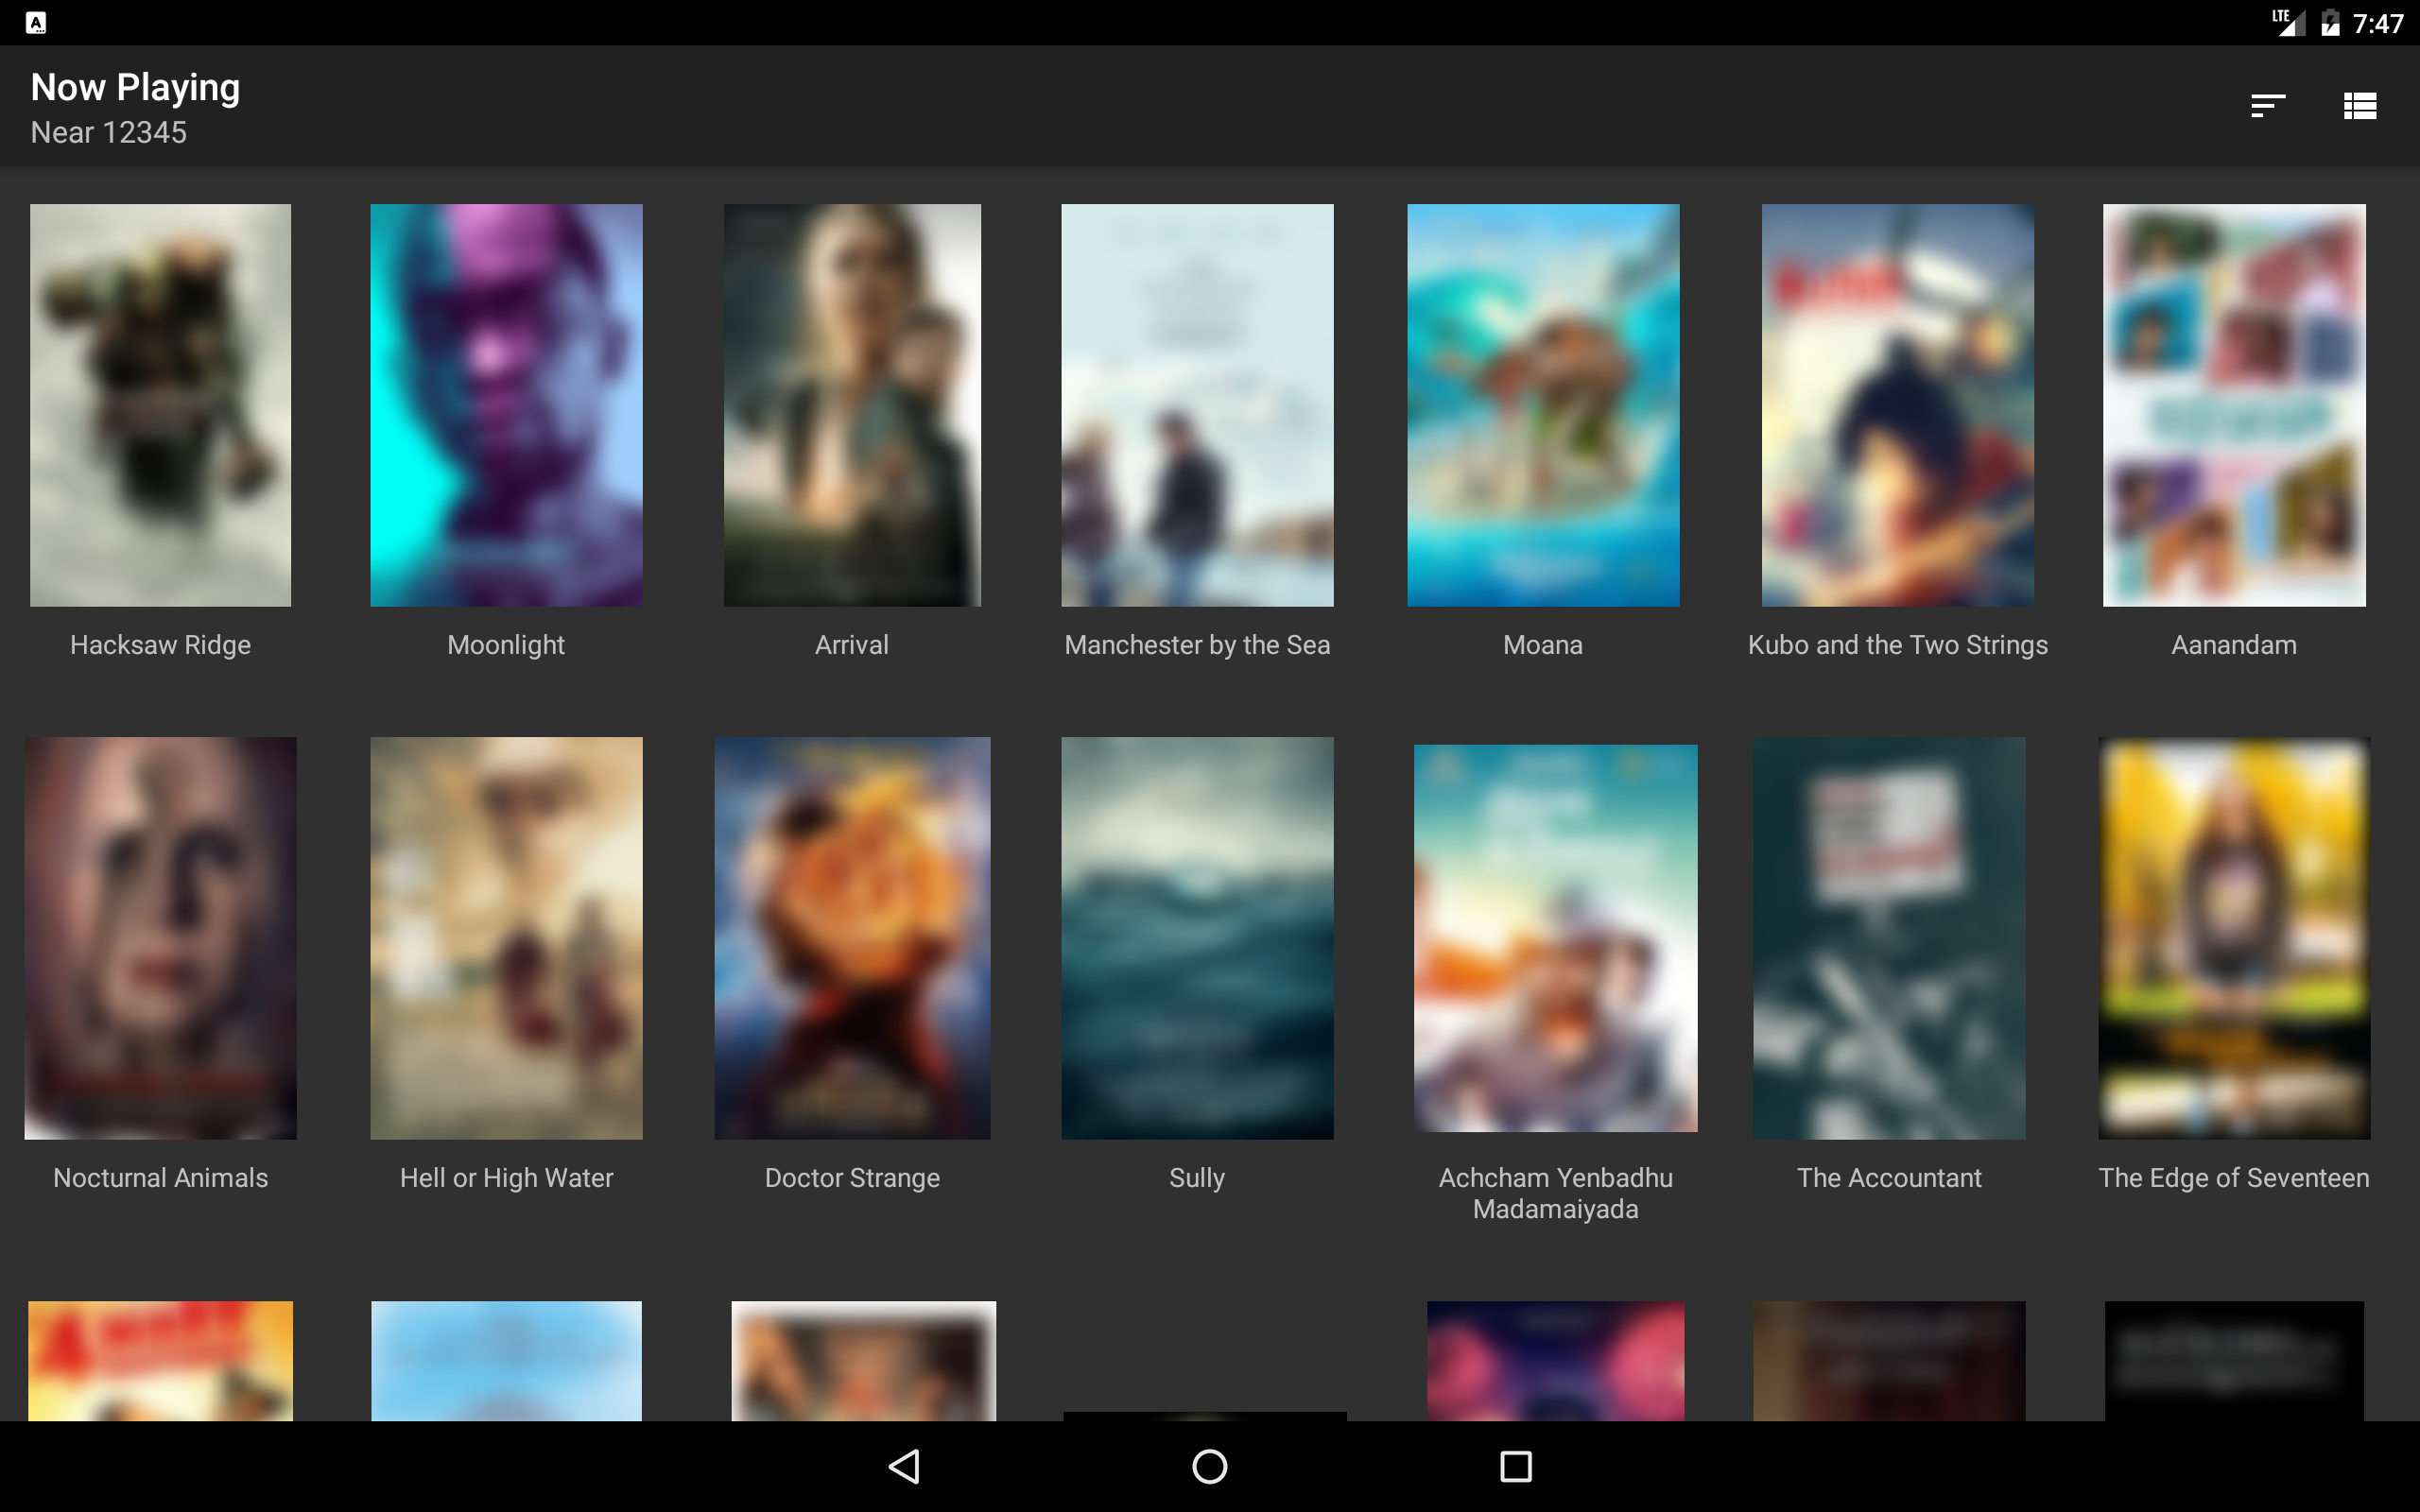 A
LTE
7:47
Now Playing
Near 12345
Hacksaw Ridge
Moonlight
Arrival
Manchester by the Sea
Moana
Kubo and the Two Strings
Aanandam
Nocturnal Animals
Hell or High Water
Doctor Strange
Sully
Achcham Yenbadhu
Madamaiyada
The Accountant
The Edge of Seventeen
4